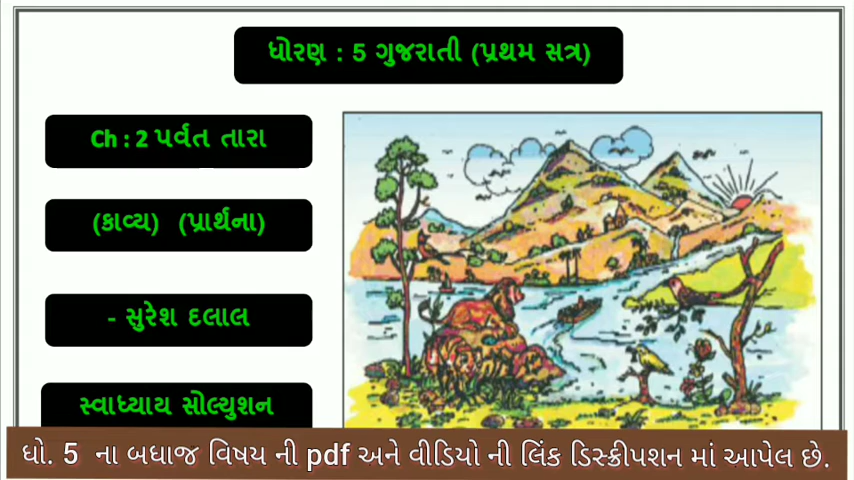 ધોરણ : 5 ગુજરાતી (પ્રથમ સત્ર)
Ch : 2 પર્વત તારા
(કાવ્ય) (પ્રાર્થના)
- સુરેશ દલાલ
સ્વાધ્યાય સોલ્યુશન
ધો. 5 ના બધાજ વિષય ની pdf અને વીડિયો ની લિંક ડિસ્ક્રીપશન માં આપેલ છે.